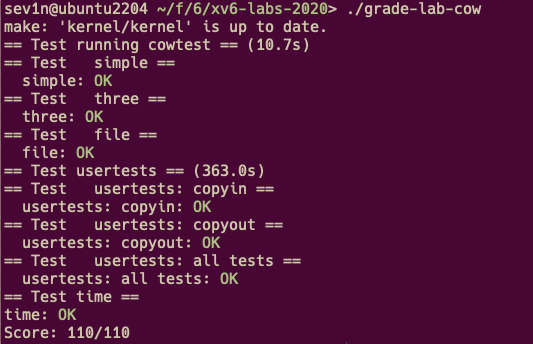 sev1n@ubuntu2204 ~/f/6/xv6-labs-2020> ./grade-lab-cow
make: 'kernel/kernel' is up to date.
== Test running cowtest == (10.7s)
== Test   simple ==
  simple: OK
== Test   three ==
  three: OK
== Test   file ==
  file: OK
== Test usertests == (363.0s)
== Test   usertests: copyin ==
  usertests: copyin: OK
== Test   usertests: copyout ==
  usertests: copyout: OK
== Test   usertests: all tests ==
  usertests: all tests: OK
== Test time ==
time: OK
Score: 110/110